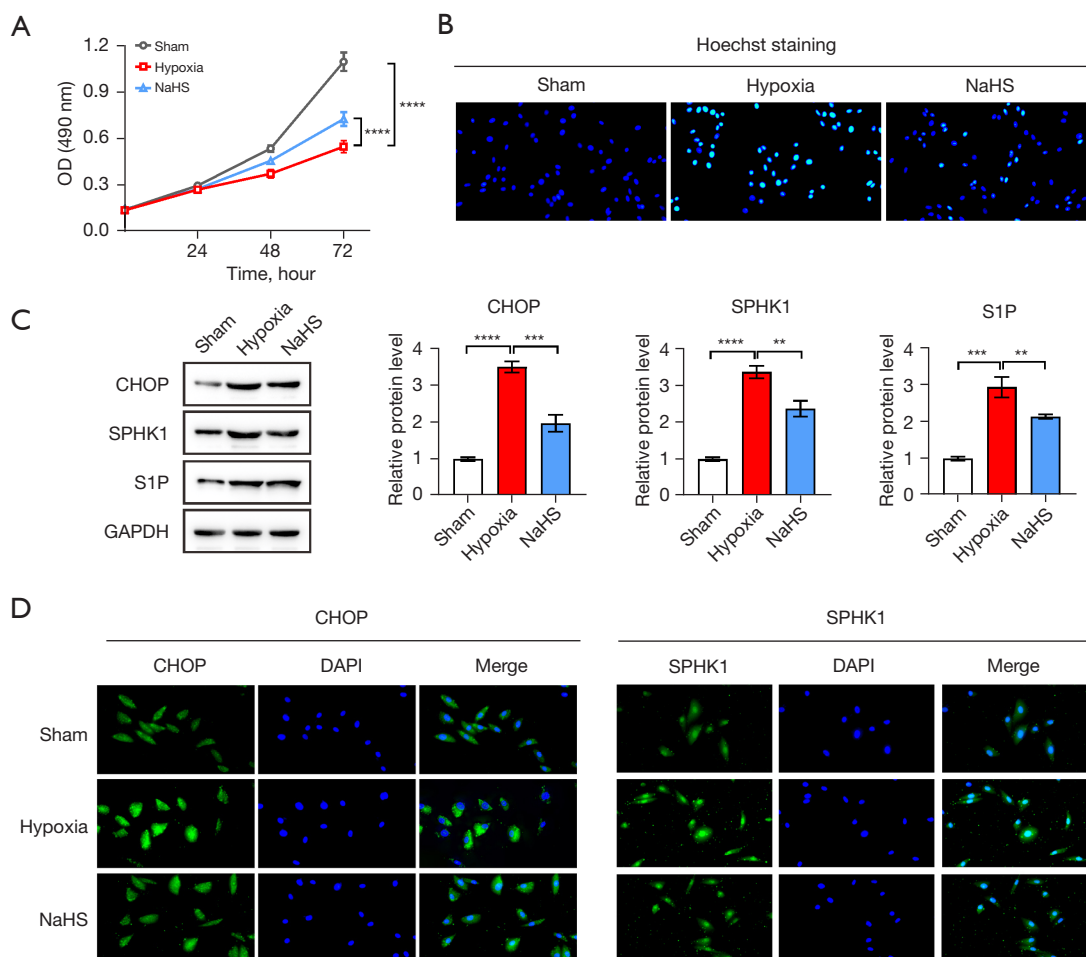 A
1.2
0.9
0.6
0.3
0.0
OD (490 nm)
Sham
Hypoxia
NaHS
****
****
24 48 72
Time, hour
B
Hoechst staining
Sham Hypoxia NaHS
C
Sham Hypoxia NaHS
CHOP
SPHK1
S1P
GAPDH
CHOP
Relative protein level
4
3
2
1
0
**** ***
Sham Hypoxia NaHS
SPHK1
Relative protein level
4
3
2
1
0
**** **
Sham Hypoxia NaHS
S1P
Relative protein level
4
3
2
1
0
*** **
Sham Hypoxia NaHS
D
CHOP SPHK1
CHOP DAPI Merge SPHK1 DAPI Merge
Sham
Hypoxia
NaHS